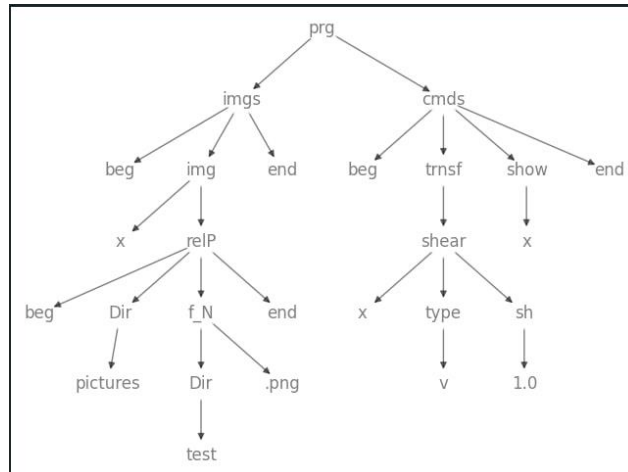 prg
imgs cmds
beg img end beg trnsf show end
x relP shear x
beg Dir f_N end x type sh
pictures Dir .png v 1.0
test